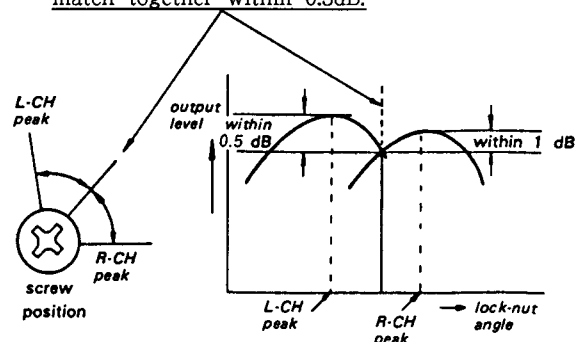 match together within 0.5dB.
L-CH
peak
R-CH
peak
screw
position
output
level
within
0.5 dB
within 1 dB
L-CH
peak
R-CH
peak
lock-nut
angle